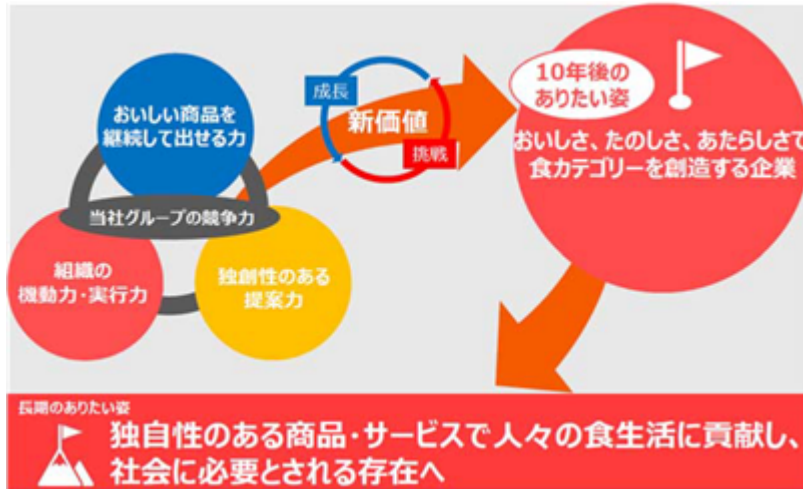 おいしい商品を
継続して出せる力
当社グループの競争力
組織の
機動力・実行力
独創性のある
提案力
成長
新価値
挑戦
10年後の
ありたい姿
おいしさ、たのしさ、あたらしさで
食カテゴリーを創造する企業
長期のありたい姿
独自性のある商品・サービスで人々の食生活に貢献し、
社会に必要とされる存在へ